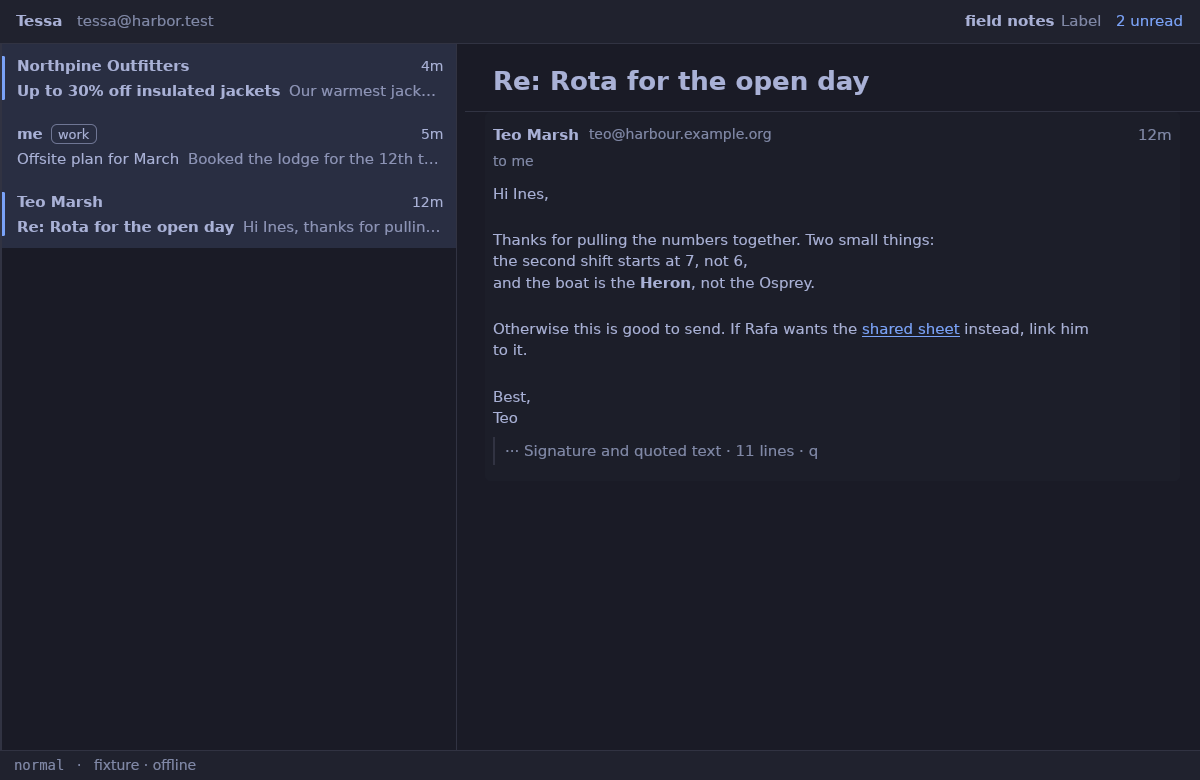 Tessa tessa@harbor.test field notes Label 2 unread
Northpine Outfitters 4m
Up to 30% off insulated jackets Our warmest jack...
me work 5m
Offsite plan for March Booked the lodge for the 12th t...
Teo Marsh 12m
Re: Rota for the open day Hi Ines, thanks for pullin...
Re: Rota for the open day
Teo Marsh teo@harbour.example.org 12m
to me
Hi Ines,
Thanks for pulling the numbers together. Two small things:
the second shift starts at 7, not 6,
and the boat is the Heron, not the Osprey.
Otherwise this is good to send. If Rafa wants the shared sheet instead, link him
to it.
Best,
Teo
··· Signature and quoted text · 11 lines · q
normal · fixture · offline